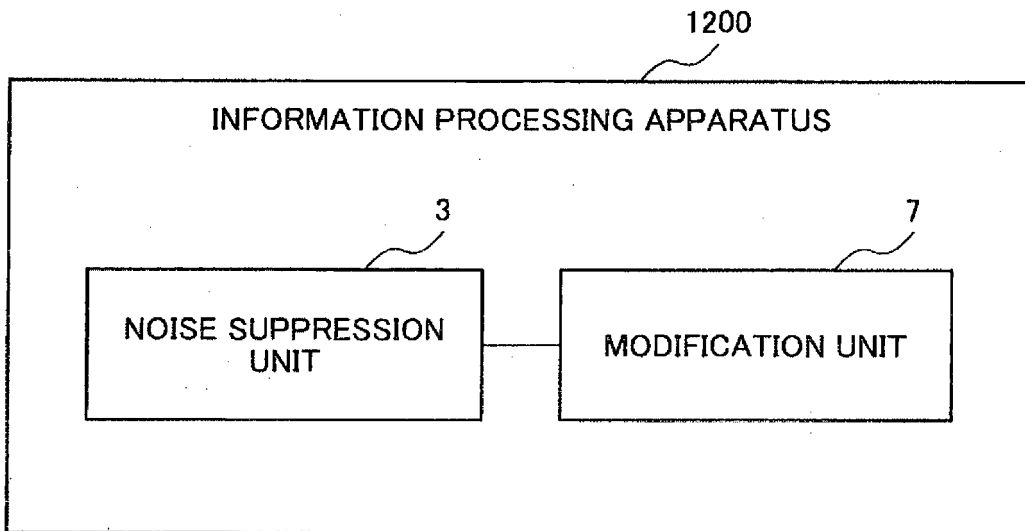 1200
INFORMATION PROCESSING APPARATUS
3
7
NOISE SUPPRESSION
UNIT
MODIFICATION UNIT